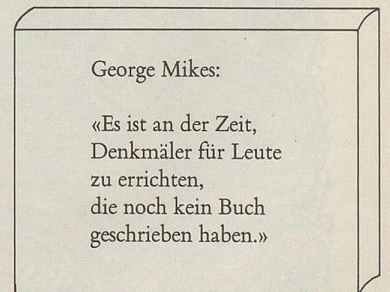 George Mikes:
«Es ist an der Zeit,
Denkmäler für Leute
zu errichten,
die noch kein Buch
geschrieben haben.»